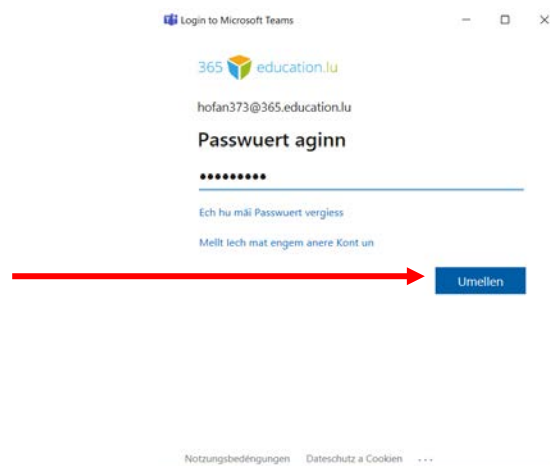 Login to Microsoft Teams
365 education.lu
hofan373@365.education.lu
Passwuert aginn
•••••••••
Ech hu mäi Passwuert vergiess
Mellt Iech mat engem anere Kont un
Umellen
Notzungsbedéngungen Dateschutz a Cookien ...